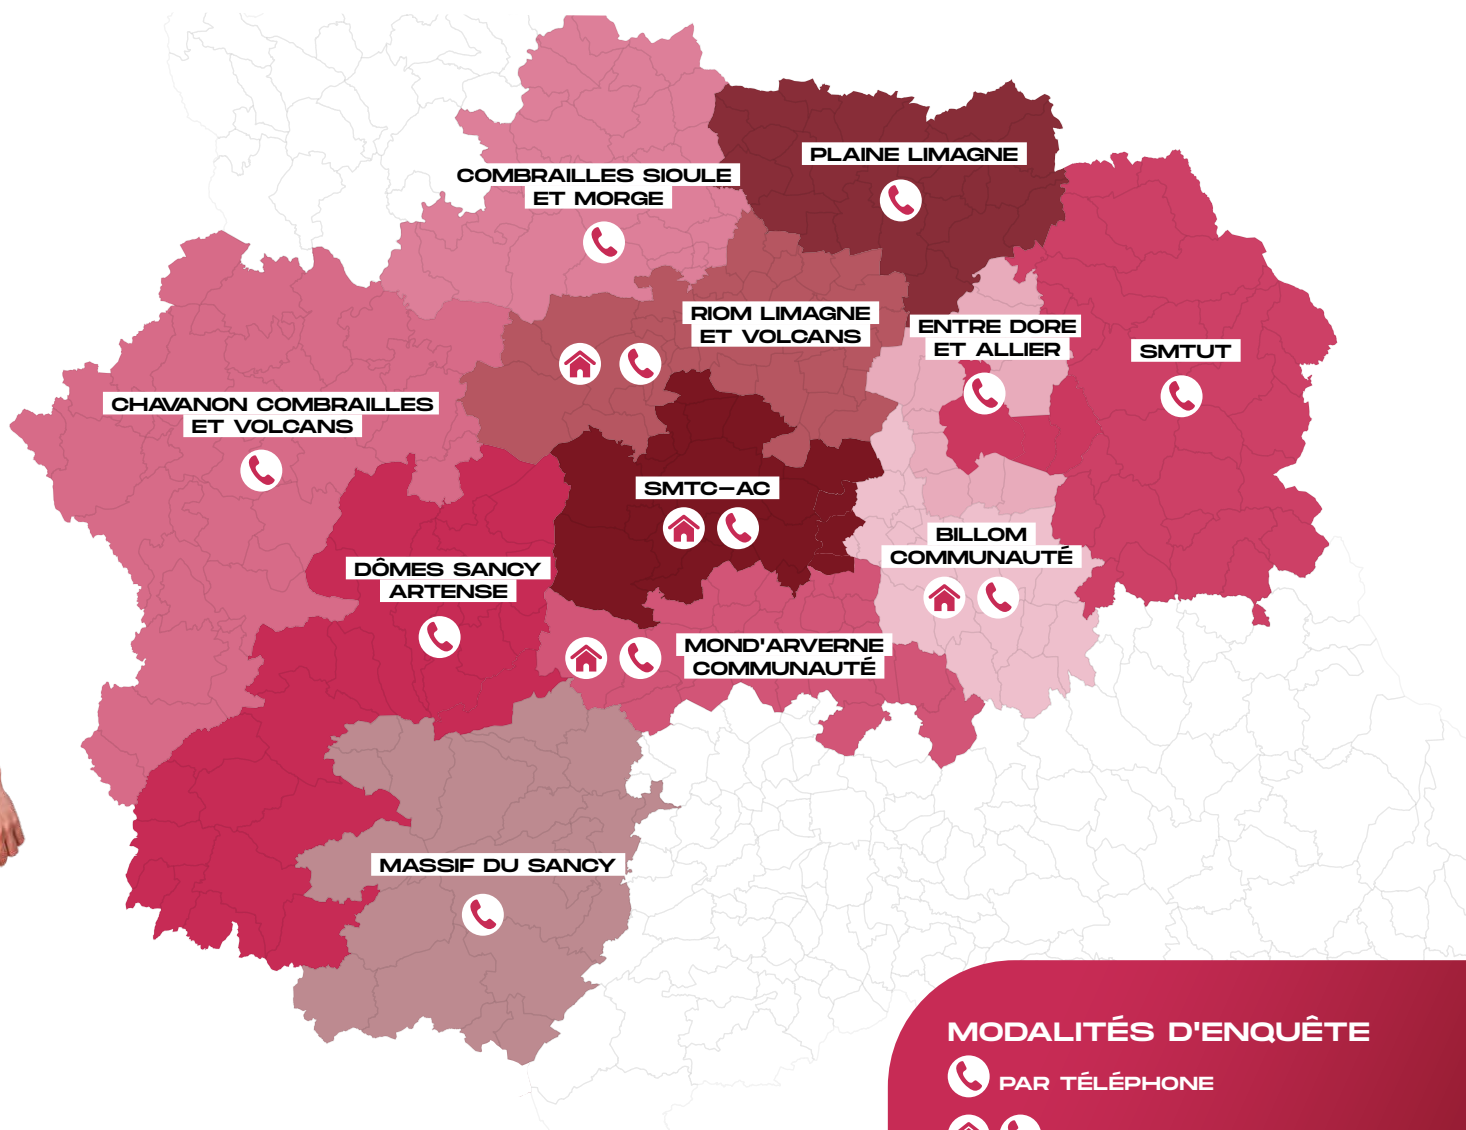 PLAINE LIMAGNE
COMBRAILLES SIOULE
ET MORGE
RIOM LIMAGNE
ET VOLCANS
ENTRE DORE
ET ALLIER
SMTUT
CHAVANON COMBRAILLES
ET VOLCANS
SMTC-AC
BILLOM
COMMUNAUTÉ
DÔMES SANCY
ARTENSE
MOND'ARVERNE
COMMUNAUTÉ
MASSIF DU SANCY
MODALITÉS D'ENQUÊTE
PAR TÉLÉPHONE